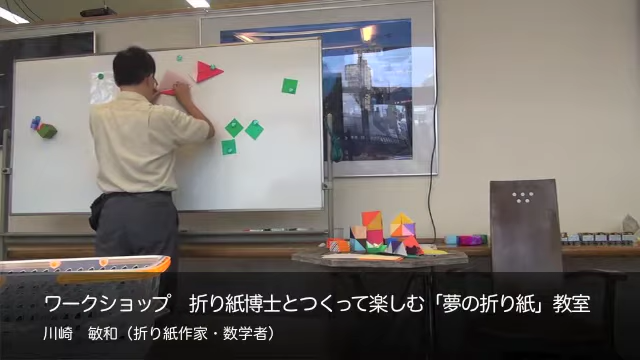 ワークショップ　折り紙博士とつくって楽しむ「夢の折り紙」教室
川崎　敏和（折り紙作家・数学者）